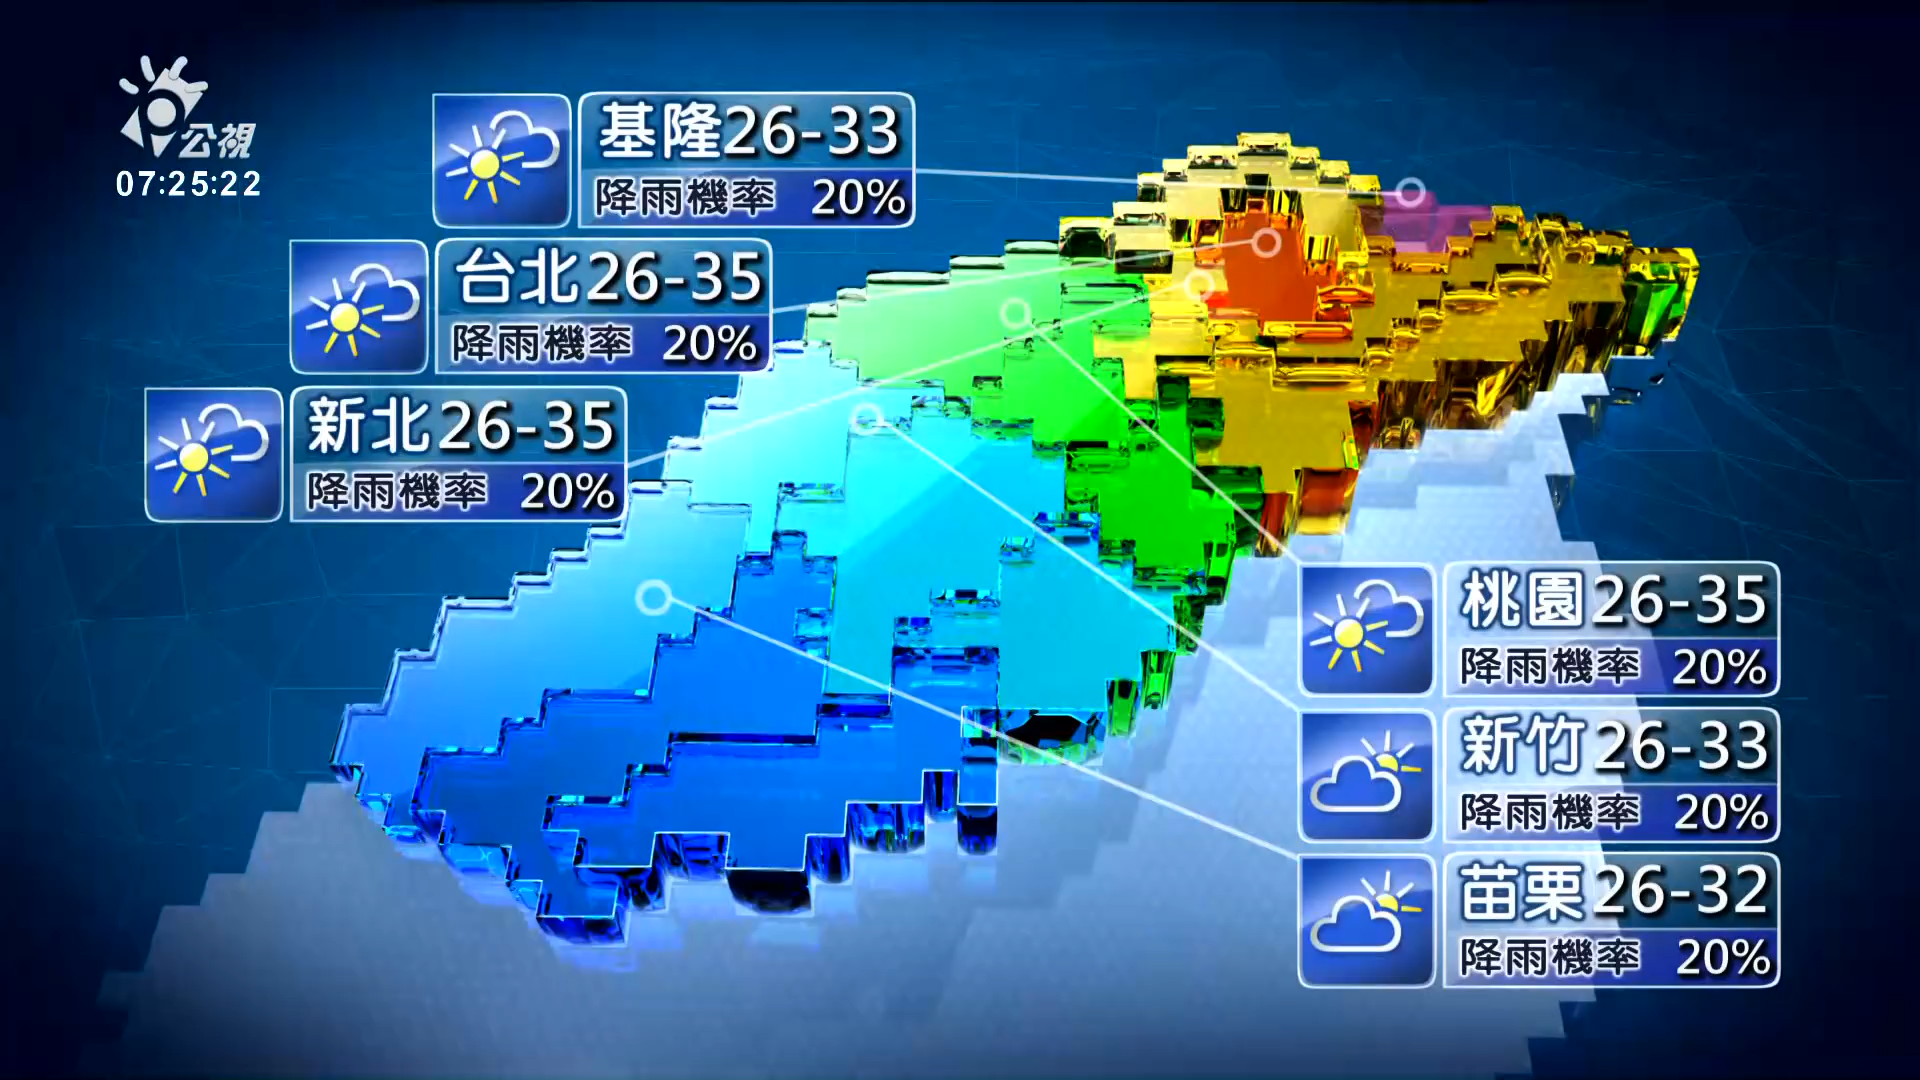 公視
07:25:22
基隆26-33
降雨機率 20%
台北26-35
降雨機率 20%
新北26-35
降雨機率 20%
桃園26-35
降雨機率 20%
新竹26-33
降雨機率 20%
苗栗26-32
降雨機率 20%